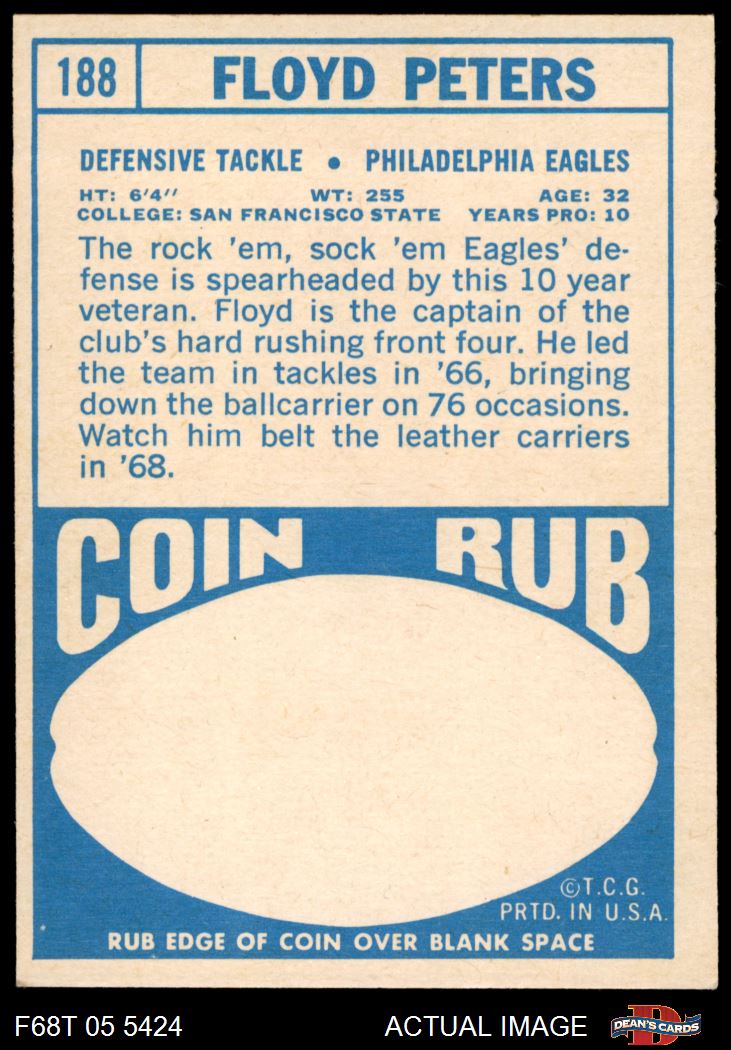 188 FLOYD PETERS
DEFENSIVE TACKLE • PHILADELPHIA EAGLES
HT: 6'4" WT: 255 AGE: 32
COLLEGE: SAN FRANCISCO STATE YEARS PRO: 10
The rock 'em, sock 'em Eagles' de-
fense is spearheaded by this 10 year
veteran. Floyd is the captain of the
club's hard rushing front four. He led
the team in tackles in '66, bringing
down the ballcarrier on 76 occasions.
Watch him belt the leather carriers
in '68.
COIN RUB
©T.C.G.
PRTD. IN U.S.A.
RUB EDGE OF COIN OVER BLANK SPACE
F68T 05 5424 ACTUAL IMAGE D DEAN'S CARDS